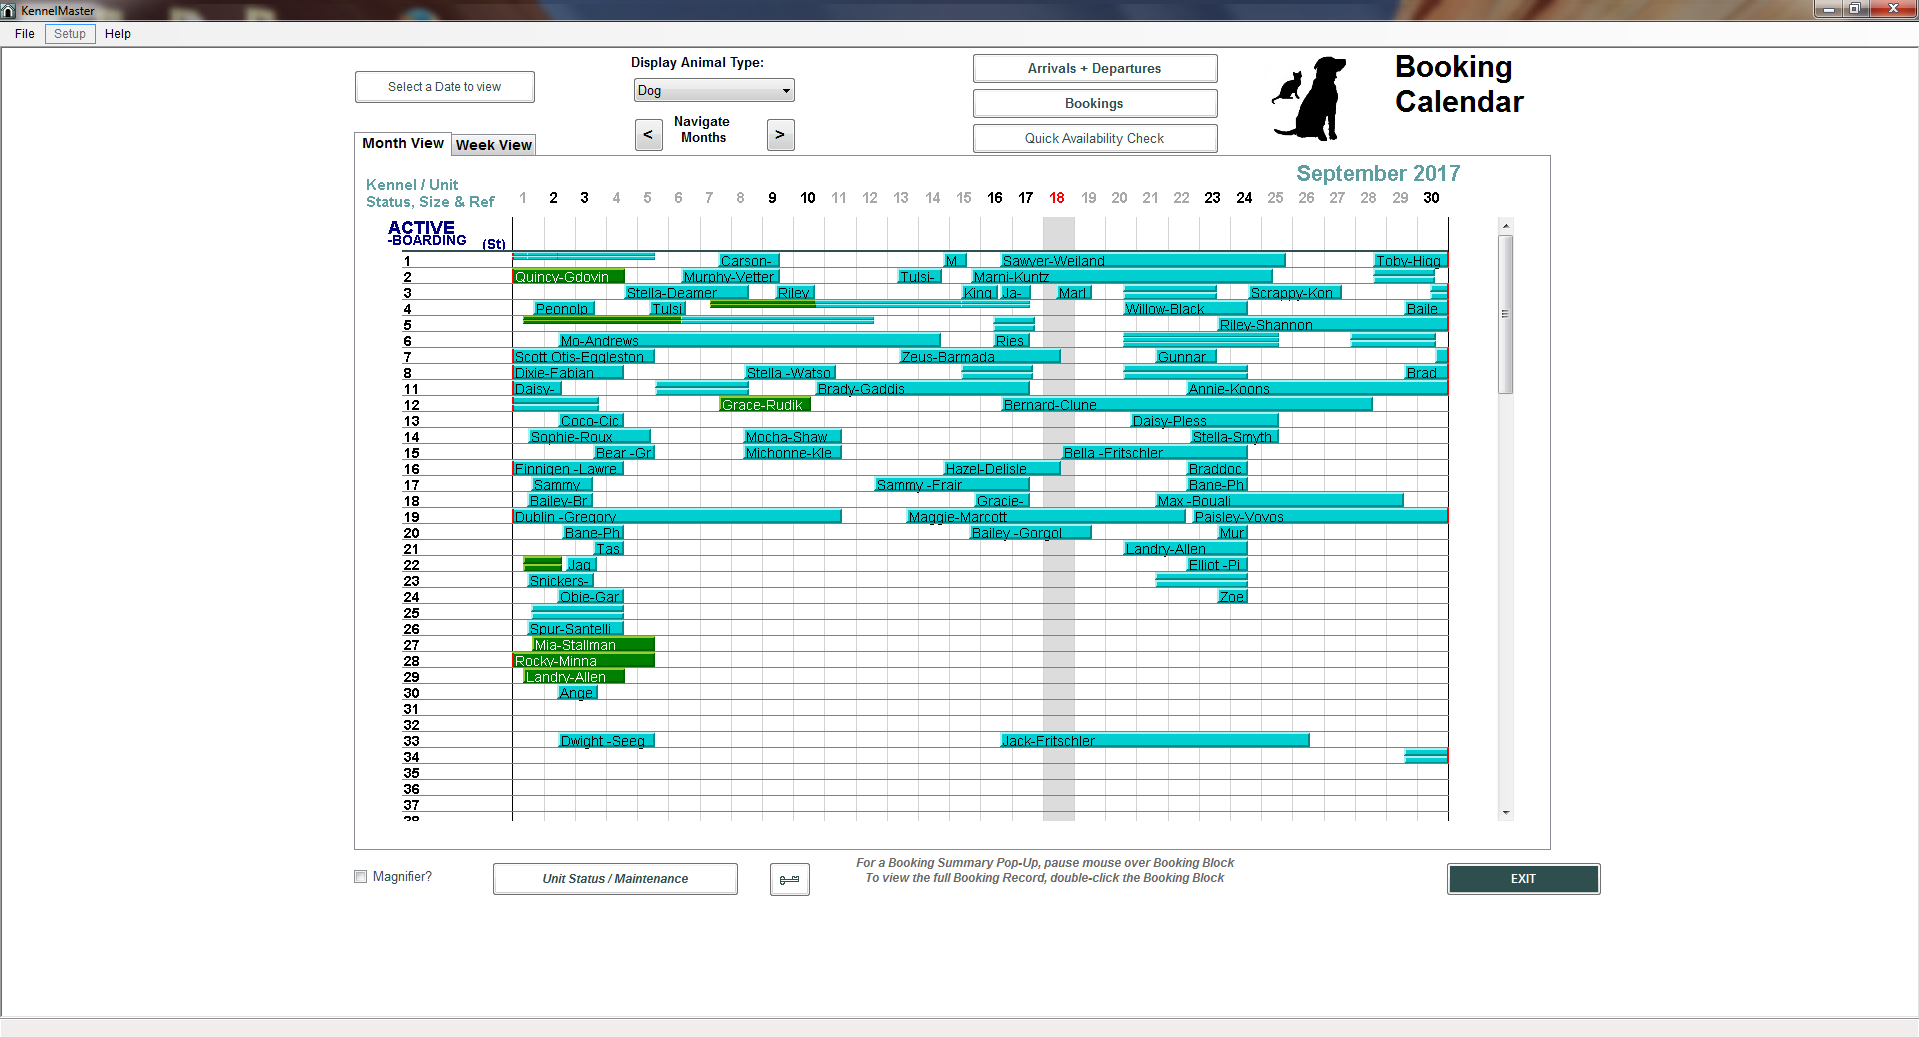 KennelMaster
File Setup Help
Select a Date to view
Display Animal Type:
Dog
< Navigate Months >
Arrivals + Departures
Bookings
Quick Availability Check
Booking
Calendar
Month View Week View
September 2017
Kennel / Unit
Status, Size & Ref
1 2 3 4 5 6 7 8 9 10 11 12 13 14 15 16 17 18 19 20 21 22 23 24 25 26 27 28 29 30
ACTIVE
-BOARDING (St)
1 Carson- M Sawyer-Weiland Toby-Higg
2 Quincy-Gdovin Murphy-Vetter Tulsi- Marni-Kuntz
3 Stella-Deamer Riley King Ja- Marl Scrappy-Kon
4 Peonolp Tulsi Willow-Black Baile
5 Riley-Shannon
6 Mo-Andrews Ries
7 Scott Otis-Eggleston Zeus-Barmada Gunnar
8 Dixie-Fabian Stella -Watso Brad
11 Daisy- Brady-Gaddis Annie-Koons
12 Grace-Rudik Bernard-Clune
13 Coco-Cic Daisy-Pless
14 Sophie-Roux Mocha-Shaw Stella-Smyth
15 Bear -Gr Michonne-Kle Bella -Fritschler
16 Finnigen -Lawre Hazel-Delisle Braddoc
17 Sammy Sammy -Frair Bane-Ph
18 Bailey-Br Gracie- Max -Bouali
19 Dublin -Gregory Maggie-Marcott Paisley-Vovos
20 Bane-Ph Bailey -Gorgol Mur
21 Tas Landry-Allen
22 Jag Elliot -Pi
23 Snickers-
24 Obie-Gar Zoe
25
26 Spur-Santelli
27 Mia-Stallman
28 Rocky-Minna
29 Landry-Allen
30 Ange
31
32
33 Dwight -Seeg Jack-Fritschler
34
35
36
37
38
Magnifier?
Unit Status / Maintenance
For a Booking Summary Pop-Up, pause mouse over Booking Block
To view the full Booking Record, double-click the Booking Block
EXIT